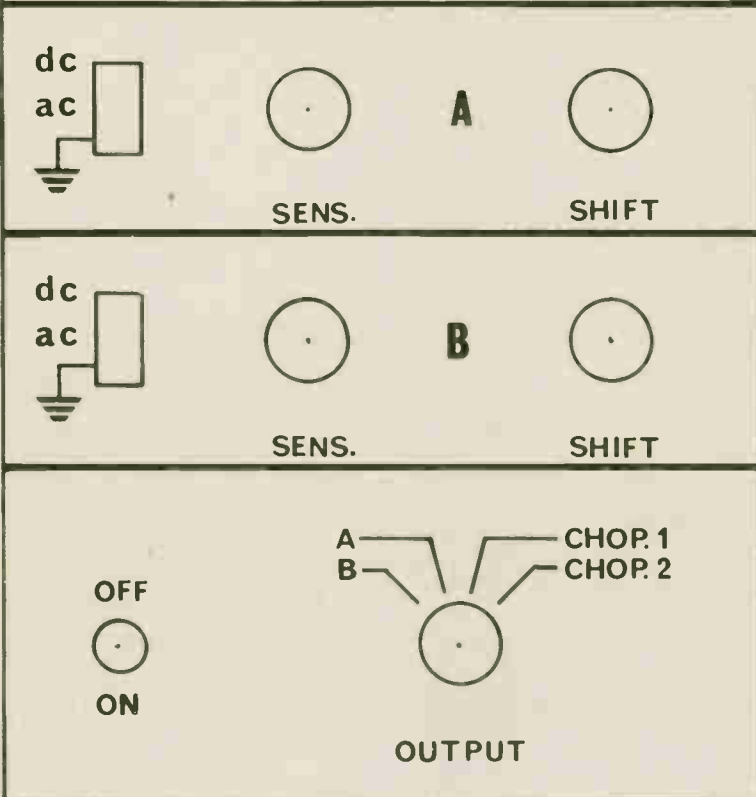 dc
ac
A
SENS.
SHIFT
dc
ac
B
SENS.
SHIFT
A
CHOP. 1
B
CHOP. 2
OFF
ON
OUTPUT